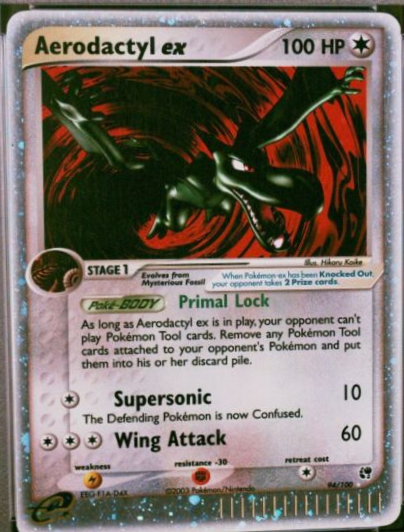 Aerodactyl ex 100 HP
Illus. Hikaru Koike
STAGE 1
Evolves from
Mysterious Fossil
When Pokémon-ex has been Knocked Out,
your opponent takes 2 Prize cards.
Poké-BODY Primal Lock
As long as Aerodactyl ex is in play, your opponent can't
play Pokémon Tool cards. Remove any Pokémon Tool
cards attached to your opponent's Pokémon and put
them into his or her discard pile.
Supersonic 10
The Defending Pokémon is now Confused.
Wing Attack 60
weakness resistance -30 retreat cost
©2003 Pokémon/Nintendo 94/100
e